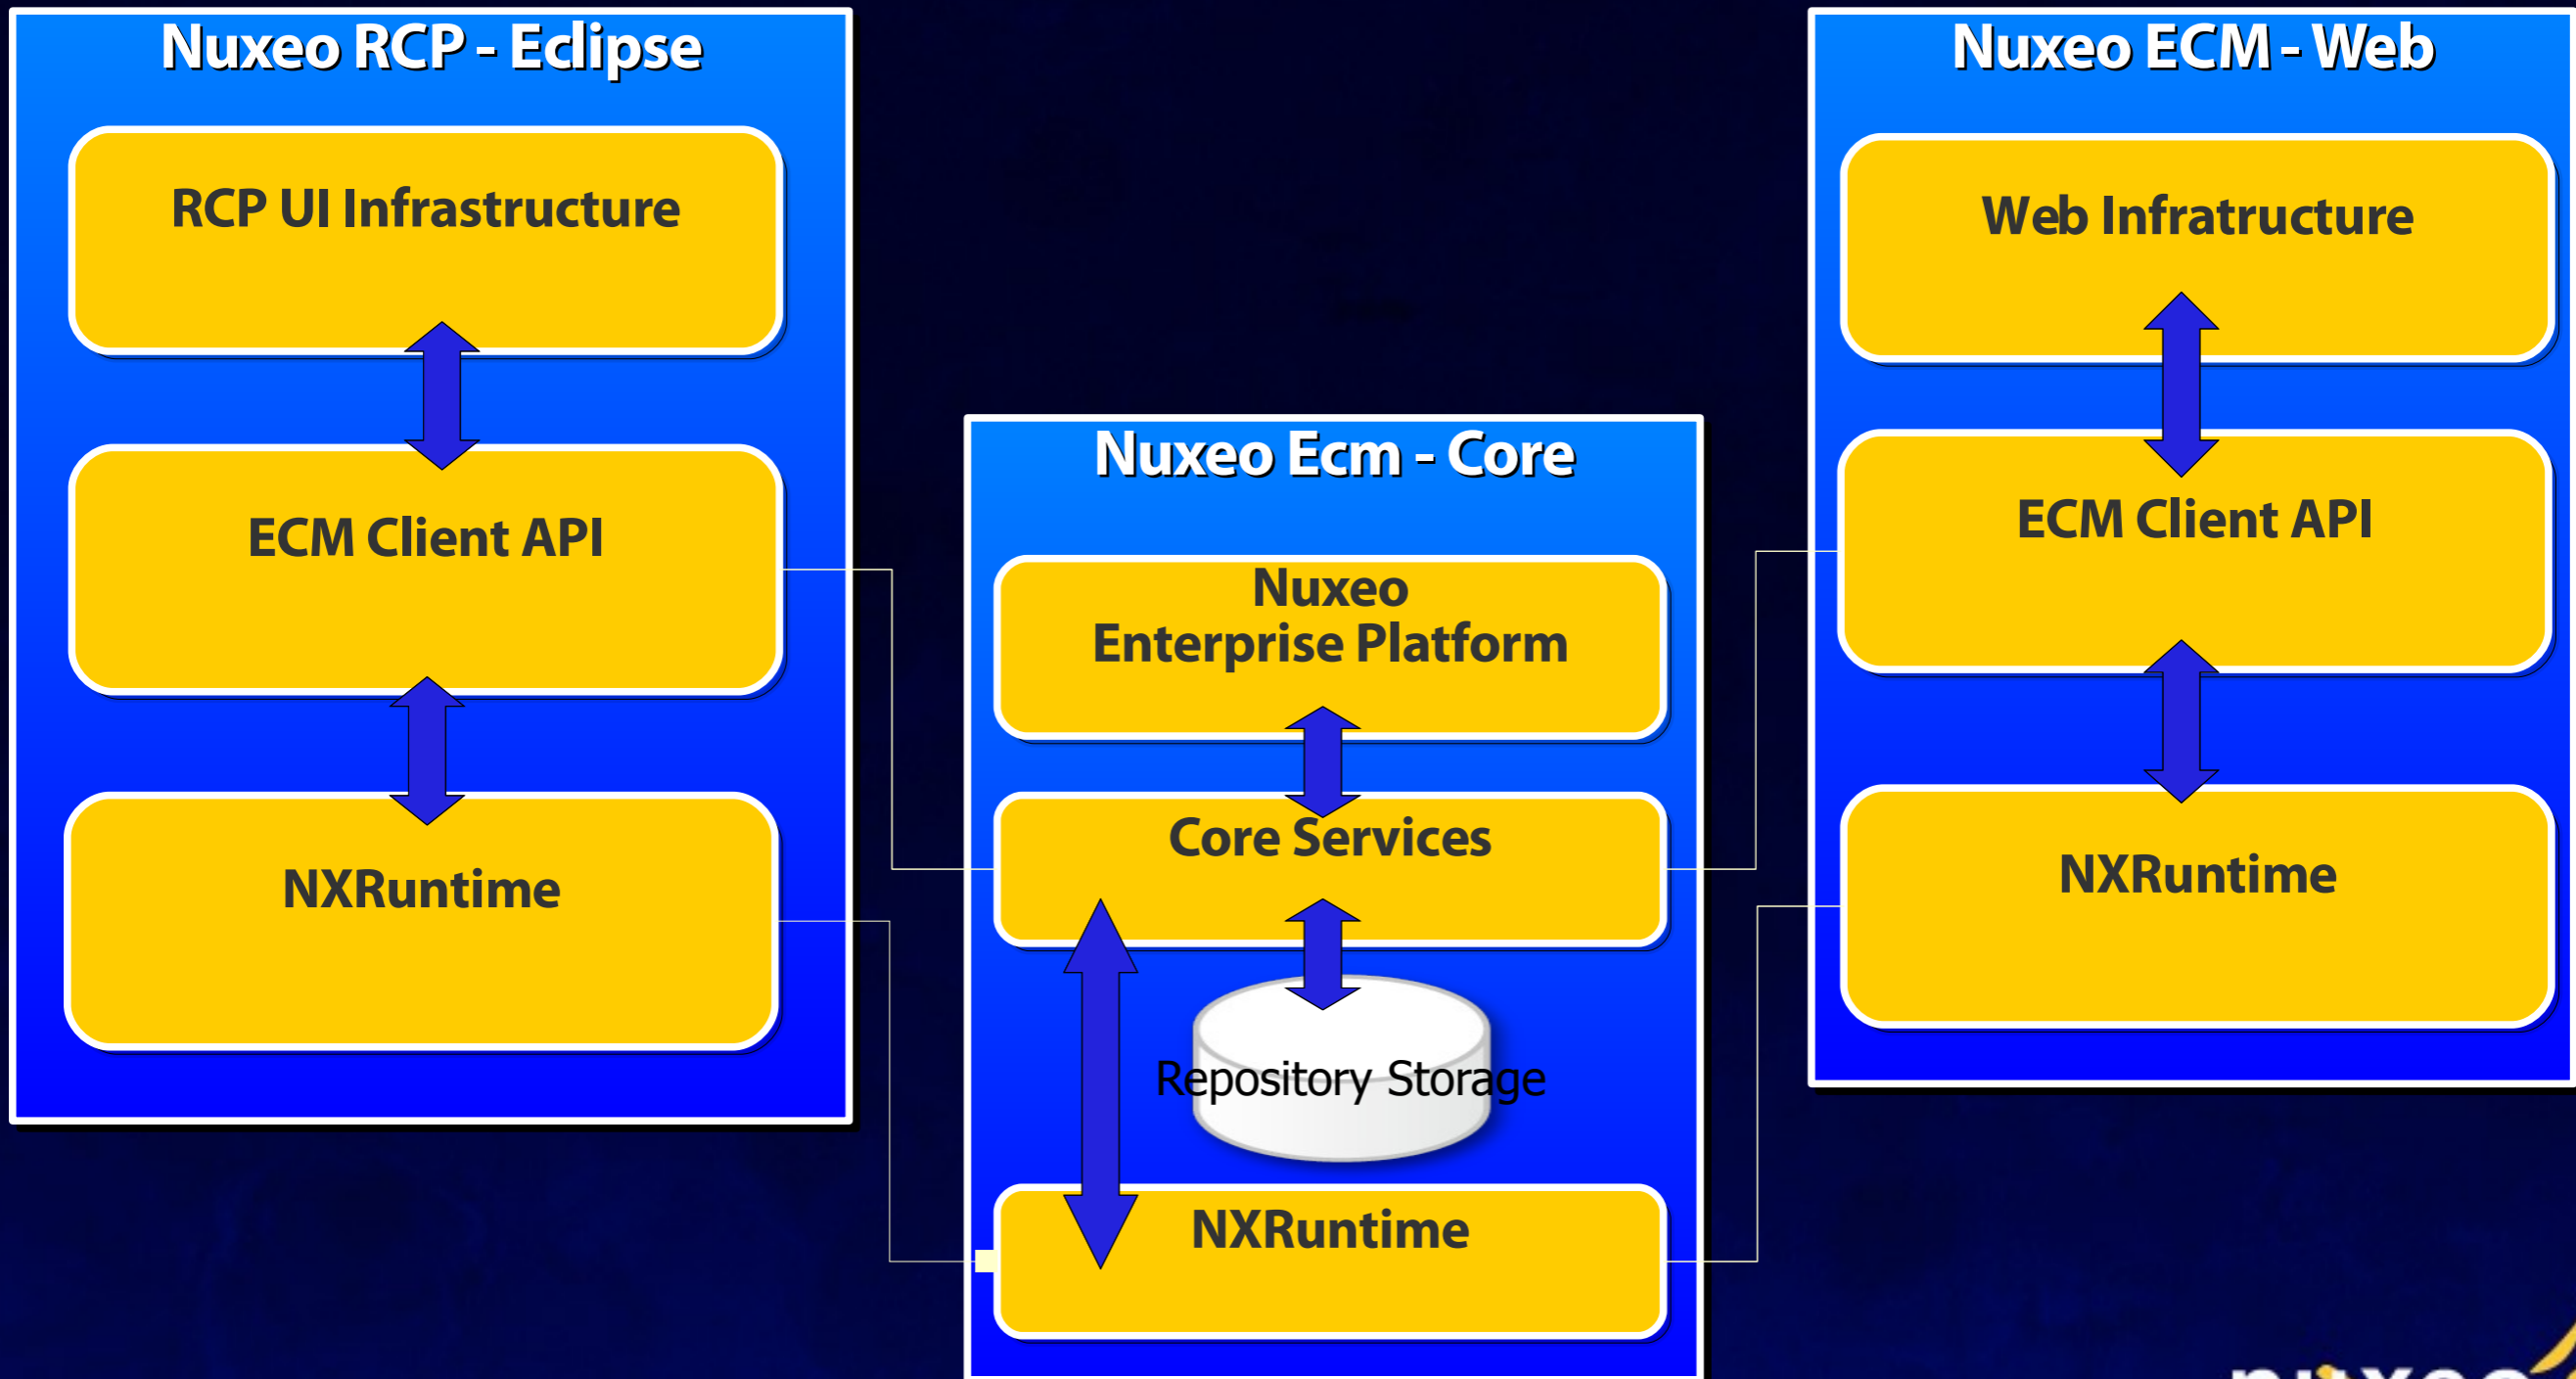 Nuxeo RCP - Eclipse
RCP UI Infrastructure
ECM Client API
NXRuntime
Nuxeo Ecm - Core
Nuxeo
Enterprise Platform
Core Services
Repository Storage
NXRuntime
Nuxeo ECM - Web
Web Infratructure
ECM Client API
NXRuntime
nuxeo